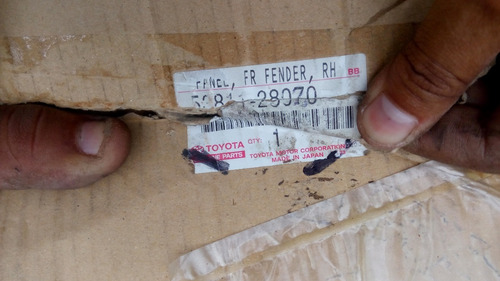 PANEL, FR FENDER, RH BB
-28070
TOYOTA QTY. 1
PARTS TOYOTA MOTOR CORPORATION
MADE IN JAPAN